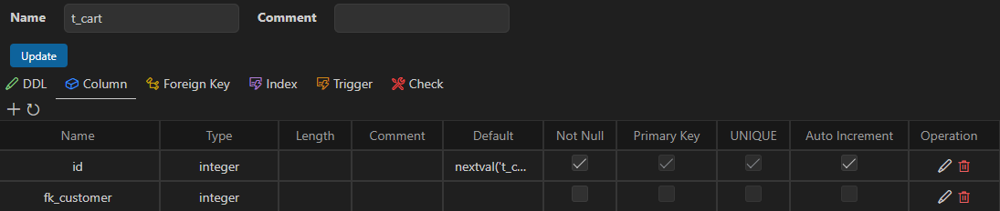 Name t_cart Comment
Update
DDL Column Foreign Key Index Trigger Check
Name Type Length Comment Default Not Null Primary Key UNIQUE Auto Increment Operation
id integer nextval('t_c...
fk_customer integer